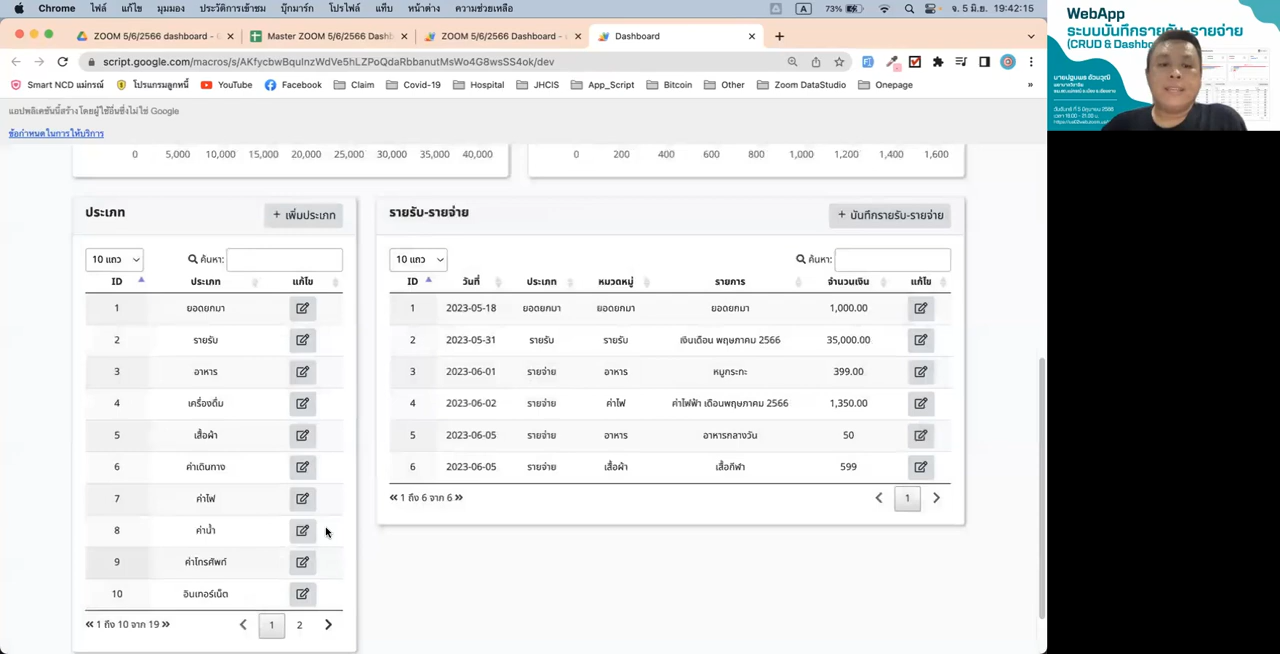 Chrome ไฟล์ แก้ไข มุมมอง ประวัติการเข้าชม บุ๊กมาร์ก โปรไฟล์ แท็บ หน้าต่าง ความช่วยเหลือ A 73% จ. 5 มิ.ย. 19:42:15
ZOOM 5/6/2566 dashboard - Master ZOOM 5/6/2566 Dashb ZOOM 5/6/2566 Dashboard - Dashboard
script.google.com/macros/s/AKfycbwBqulnzWdVe5hLZPoQdaRbbanutMsWo4G8wsSS4ok/dev
Smart NCD แม่กรณ์ โปรแกรมลูกหนี้ YouTube Facebook Claim Covid-19 Hospital JHCIS App_Script Bitcoin Other Zoom DataStudio Onepage
แอปพลิเคชันนี้สร้างโดยผู้ใช้อื่นซึ่งไม่ใช่ Google
ข้อกำหนดในการให้บริการ
0 5,000 10,000 15,000 20,000 25,000 30,000 35,000 40,000
0 200 400 600 800 1,000 1,200 1,400 1,600
ประเภท
+ เพิ่มประเภท
10 แถว ค้นหา:
ID ประเภท แก้ไข
1 ยอดยกมา
2 รายรับ
3 อาหาร
4 เครื่องดื่ม
5 เสื้อผ้า
6 ค่าเดินทาง
7 ค่าไฟ
8 ค่าน้ำ
9 ค่าโทรศัพท์
10 อินเทอร์เน็ต
1 ถึง 10 จาก 19 1 2
รายรับ-รายจ่าย
+ บันทึกรายรับ-รายจ่าย
10 แถว ค้นหา:
ID วันที่ ประเภท หมวดหมู่ รายการ จำนวนเงิน แก้ไข
1 2023-05-18 ยอดยกมา ยอดยกมา ยอดยกมา 1,000.00
2 2023-05-31 รายรับ รายรับ เงินเดือน พฤษภาคม 2566 35,000.00
3 2023-06-01 รายจ่าย อาหาร หมูกระทะ 399.00
4 2023-06-02 รายจ่าย ค่าไฟ ค่าไฟฟ้า เดือนพฤษภาคม 2566 1,350.00
5 2023-06-05 รายจ่าย อาหาร อาหารกลางวัน 50
6 2023-06-05 รายจ่าย เสื้อผ้า เสื้อกีฬา 599
1 ถึง 6 จาก 6 1
WebApp
ระบบบันทึกรายรับ-รายจ่าย
(CRUD & Dashbo